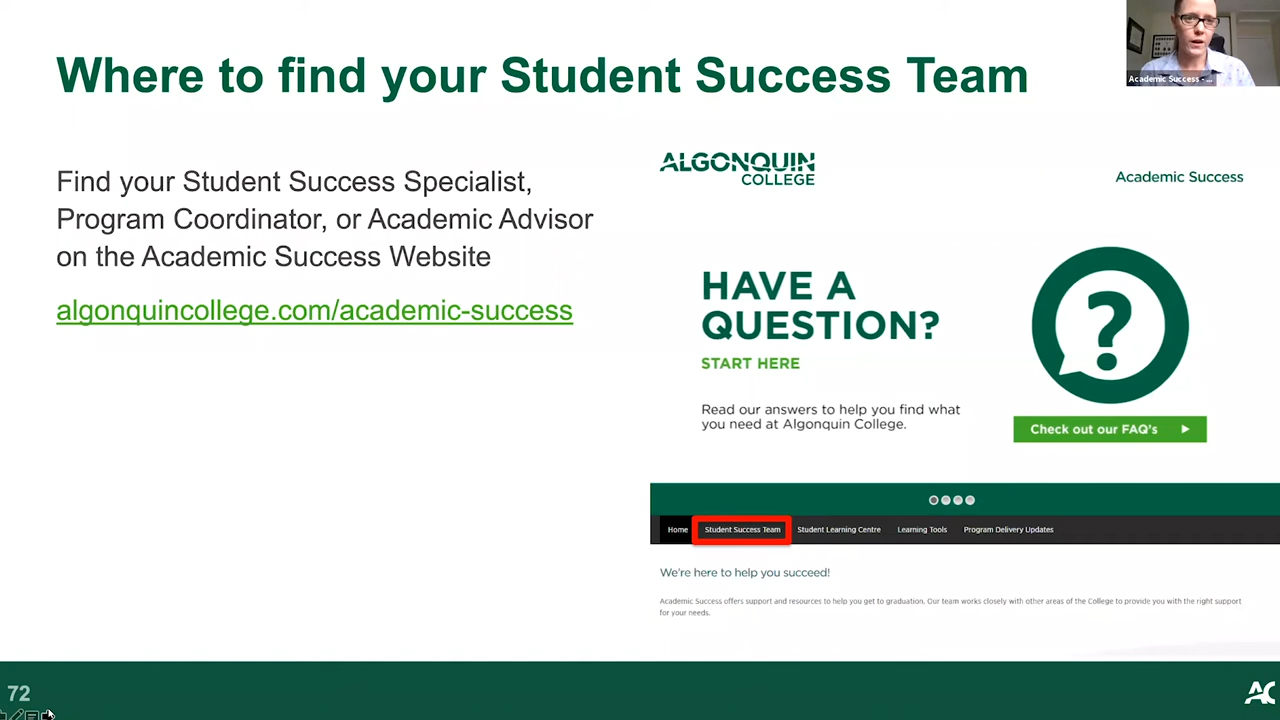 Where to find your Student Success Team
Academic Success - ...
Find your Student Success Specialist,
Program Coordinator, or Academic Advisor
on the Academic Success Website
algonquincollege.com/academic-success
ALGONQUIN
COLLEGE
Academic Success
HAVE A
QUESTION?
START HERE
Read our answers to help you find what
you need at Algonquin College.
?
Check out our FAQ's
Home Student Success Team Student Learning Centre Learning Tools Program Delivery Updates
We're here to help you succeed!
Academic Success offers support and resources to help you get to graduation. Our team works closely with other areas of the College to provide you with the right support
for your needs.
72
AC